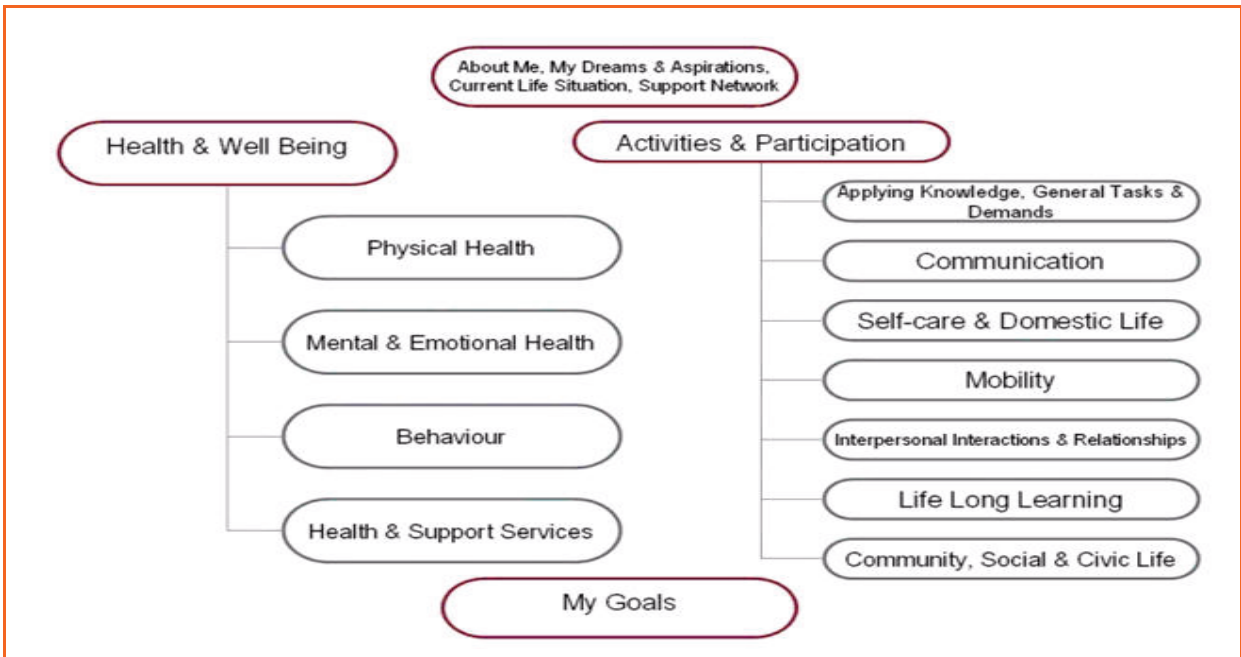 About Me, My Dreams & Aspirations,
Current Life Situation, Support Network
Health & Well Being
Physical Health
Mental & Emotional Health
Behaviour
Health & Support Services
Activities & Participation
Applying Knowledge, General Tasks &
Demands
Communication
Self-care & Domestic Life
Mobility
Interpersonal Interactions & Relationships
Life Long Learning
Community, Social & Civic Life
My Goals